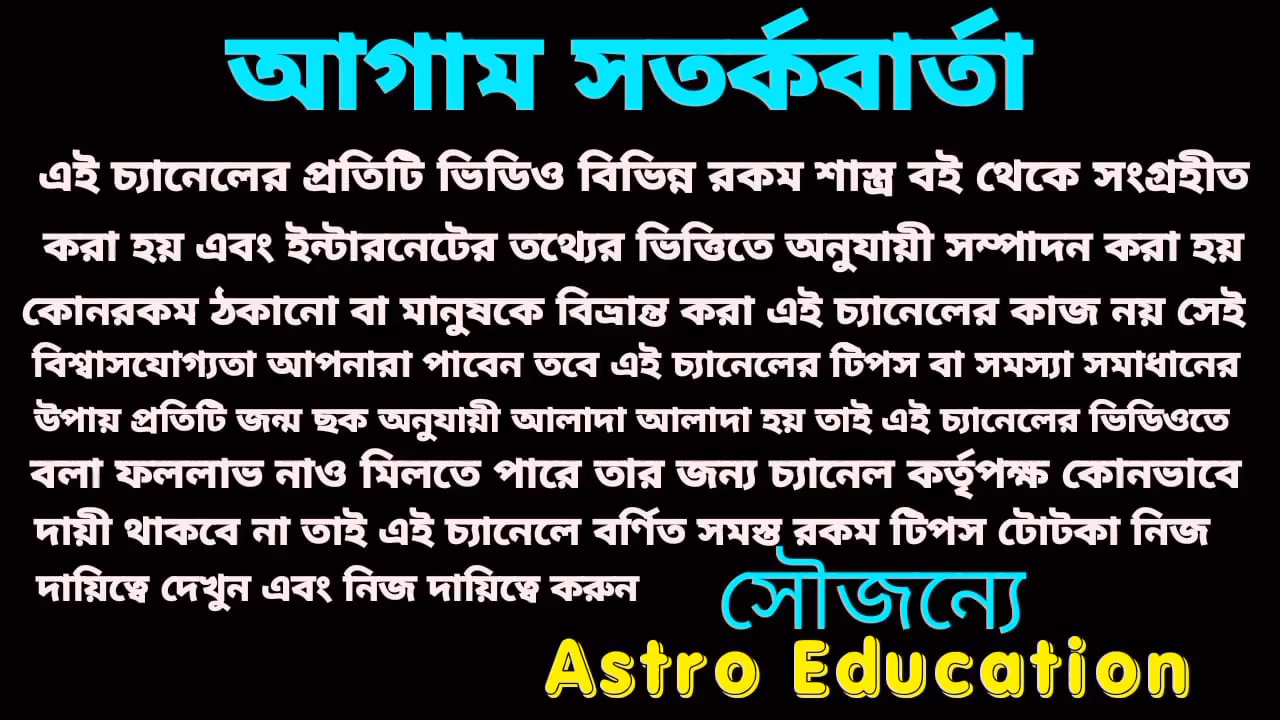 আগাম সতর্কবার্তা
এই চ্যানেলের প্রতিটি ভিডিও বিভিন্ন রকম শাস্ত্র বই থেকে সংগ্রহীত
করা হয় এবং ইন্টারনেটের তথ্যের ভিত্তিতে অনুযায়ী সম্পাদন করা হয়
কোনরকম ঠকানো বা মানুষকে বিভ্রান্ত করা এই চ্যানেলের কাজ নয় সেই
বিশ্বাসযোগ্যতা আপনারা পাবেন তবে এই চ্যানেলের টিপস বা সমস্যা সমাধানের
উপায় প্রতিটি জন্ম ছক অনুযায়ী আলাদা আলাদা হয় তাই এই চ্যানেলের ভিডিওতে
বলা ফললাভ নাও মিলতে পারে তার জন্য চ্যানেল কর্তৃপক্ষ কোনভাবে
দায়ী থাকবে না তাই এই চ্যানেলে বর্ণিত সমস্ত রকম টিপস টোটকা নিজ
দায়িত্বে দেখুন এবং নিজ দায়িত্বে করুন
সৌজন্যে
Astro Education